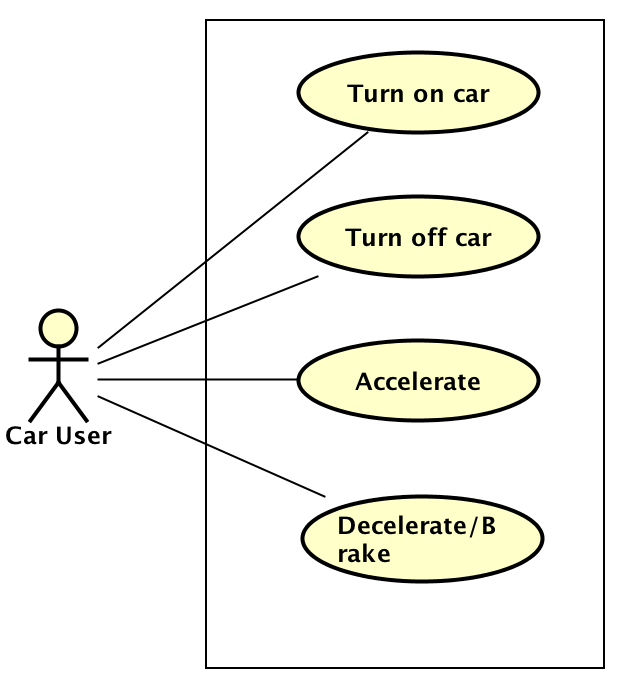 Turn on car
Turn off car
Accelerate
Car User
Decelerate/B
rake